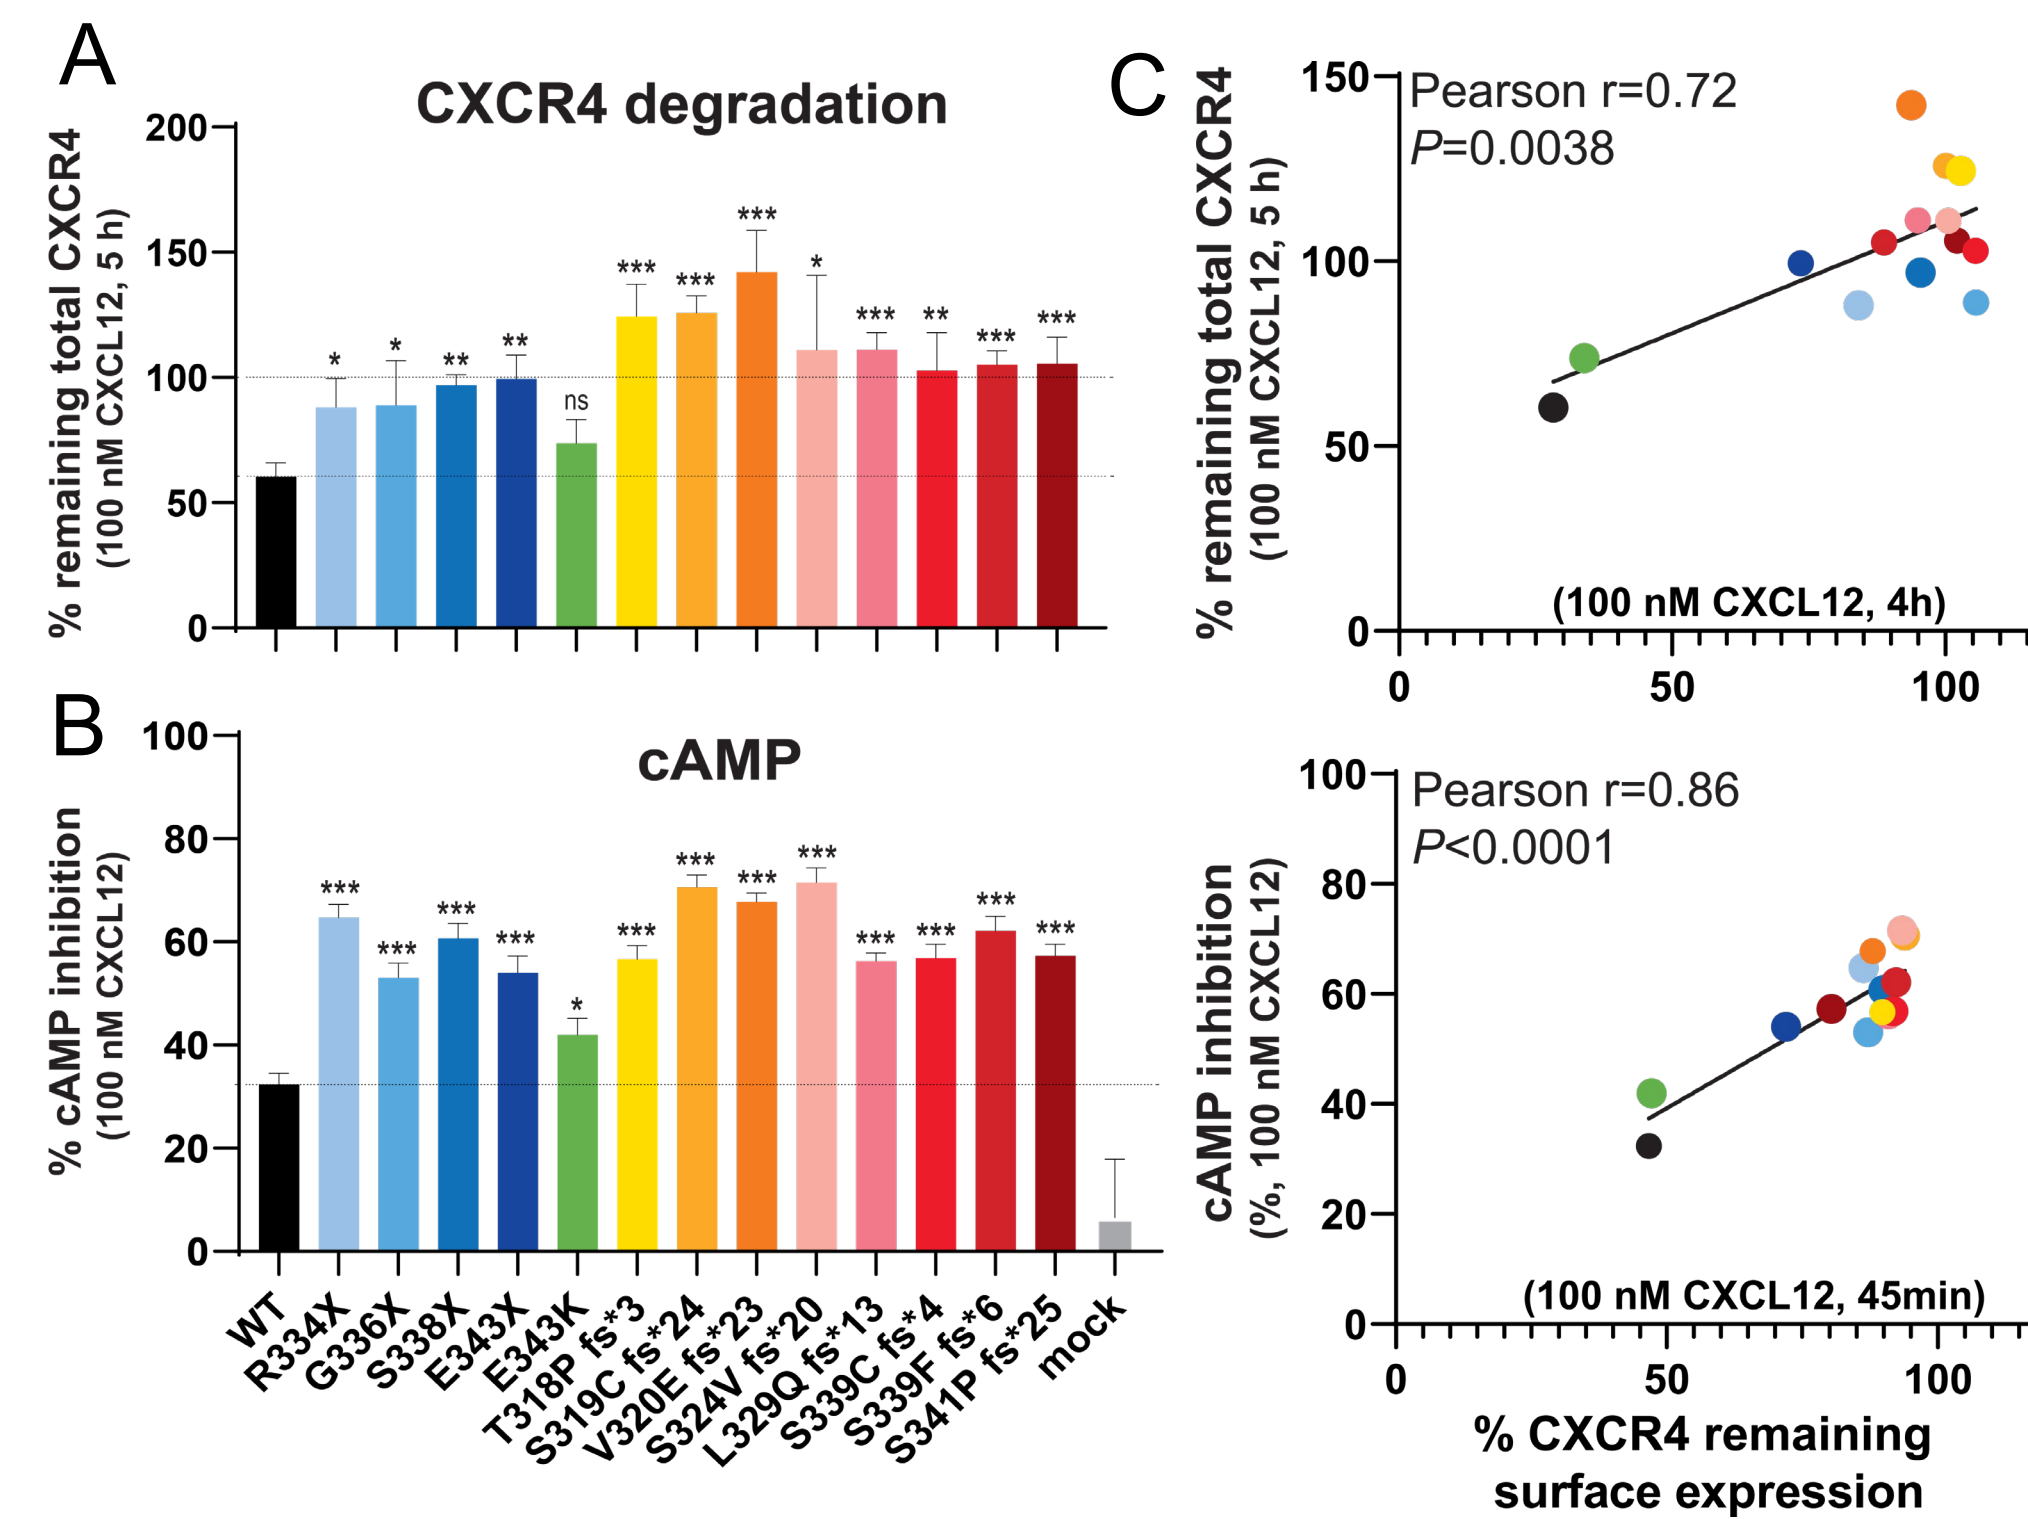 A
CXCR4 degradation
% remaining total CXCR4
(100 nM CXCL12, 5 h)
200
150
100
50
0
*
*
**
**
ns
***
***
***
*
***
**
***
***
B
cAMP
% cAMP inhibition
(100 nM CXCL12)
100
80
60
40
20
0
***
***
***
***
*
***
***
***
***
***
***
***
***
WT
R334X
G336X
S338X
E343X
E343K
T318P fs*3
S319C fs*24
V320E fs*23
S324V fs*20
L329Q fs*13
S339C fs*4
S339F fs*6
S341P fs*25
mock
C
% remaining total CXCR4
(100 nM CXCL12, 5 h)
150
100
50
0
Pearson r=0.72
P=0.0038
(100 nM CXCL12, 4h)
0
50
100
cAMP inhibition
(%, 100 nM CXCL12)
100
80
60
40
20
0
Pearson r=0.86
P<0.0001
(100 nM CXCL12, 45min)
0
50
100
% CXCR4 remaining
surface expression